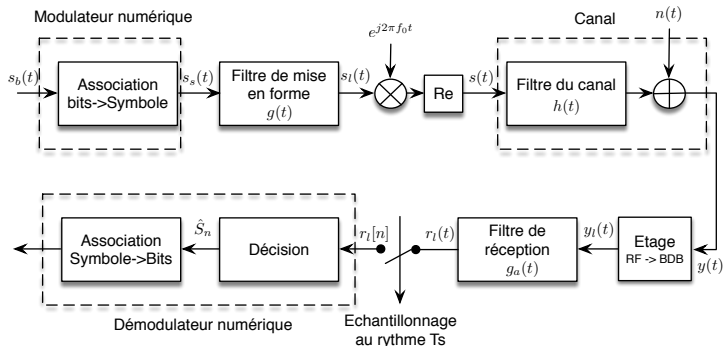 Modulateur numérique
Canal
n(t)
e^{j2πf_0t}
s_b(t)
Association
bits->Symbole
s_s(t)
Filtre de mise
en forme
g(t)
s_l(t)
Re
s(t)
Filtre du canal
h(t)
Association
Symbole->Bits
Ŝ_n
Décision
r_l[n]
r_l(t)
Filtre de
réception
g_a(t)
y_l(t)
Etage
RF -> BDB
y(t)
Démodulateur numérique
Echantillonnage
au rythme Ts